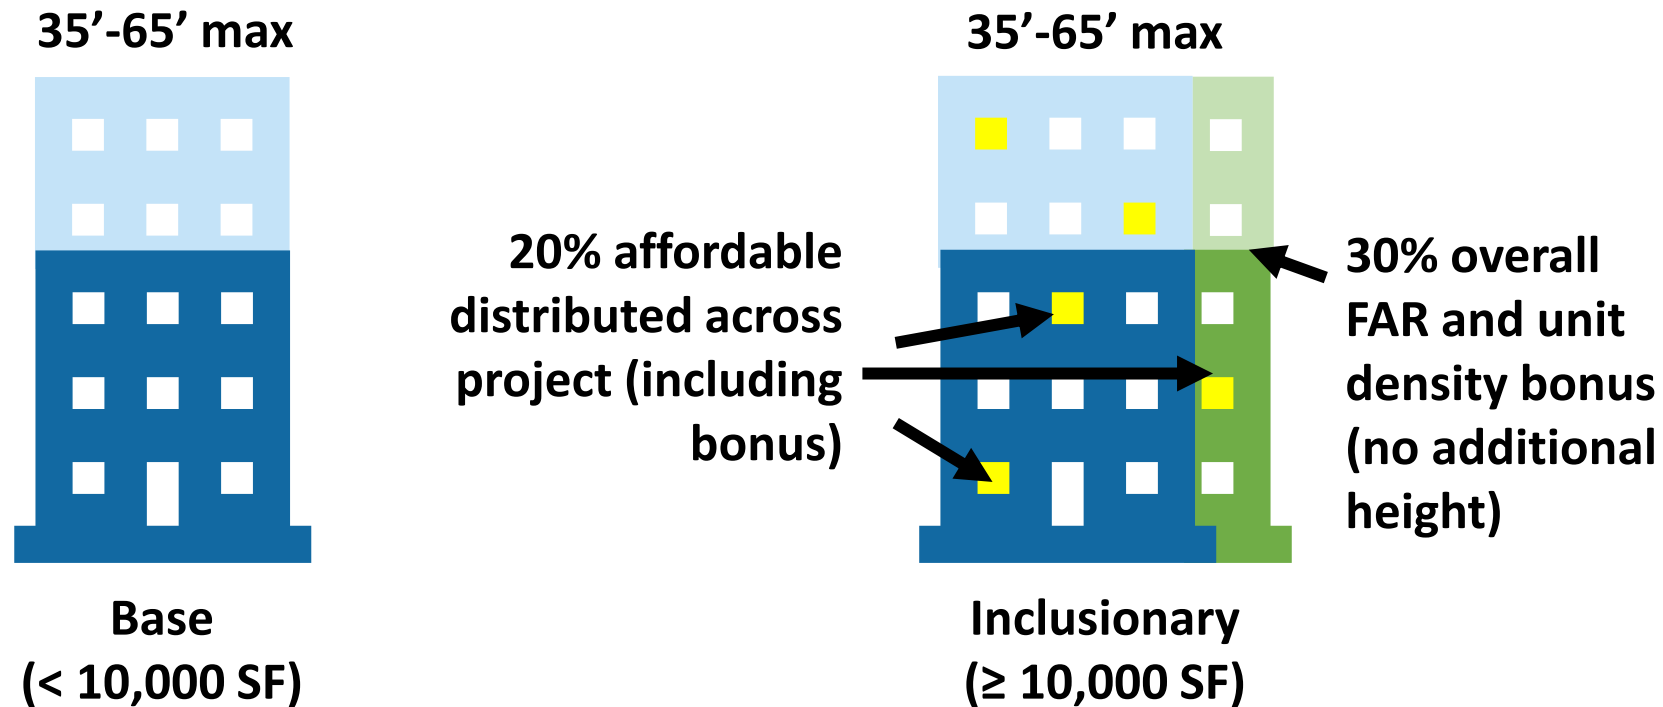 35’-65’ max
Base
(< 10,000 SF)
20% affordable
distributed across
project (including
bonus)
35’-65’ max
Inclusionary
(≥ 10,000 SF)
30% overall
FAR and unit
density bonus
(no additional
height)